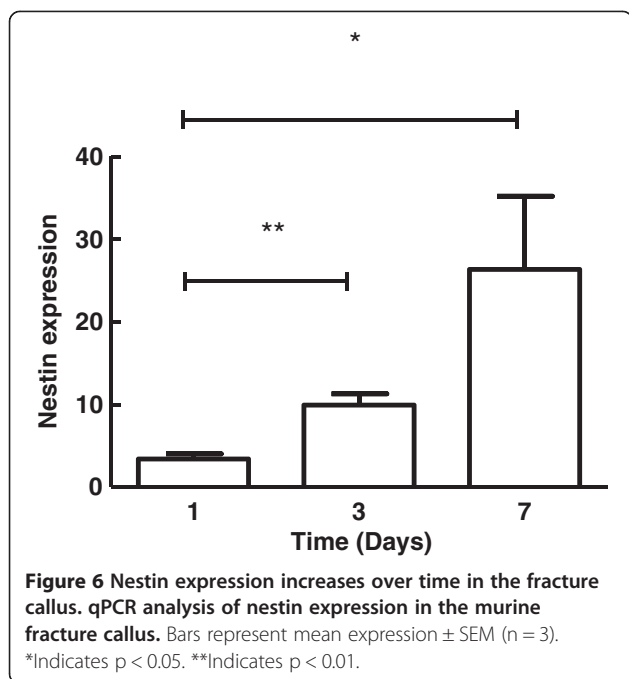 *
40
**
30
20
10
0
Nestin expression
1 3 7
Time (Days)
Figure 6 Nestin expression increases over time in the fracture
callus. qPCR analysis of nestin expression in the murine
fracture callus. Bars represent mean expression ± SEM (n = 3).
*Indicates p < 0.05. **Indicates p < 0.01.